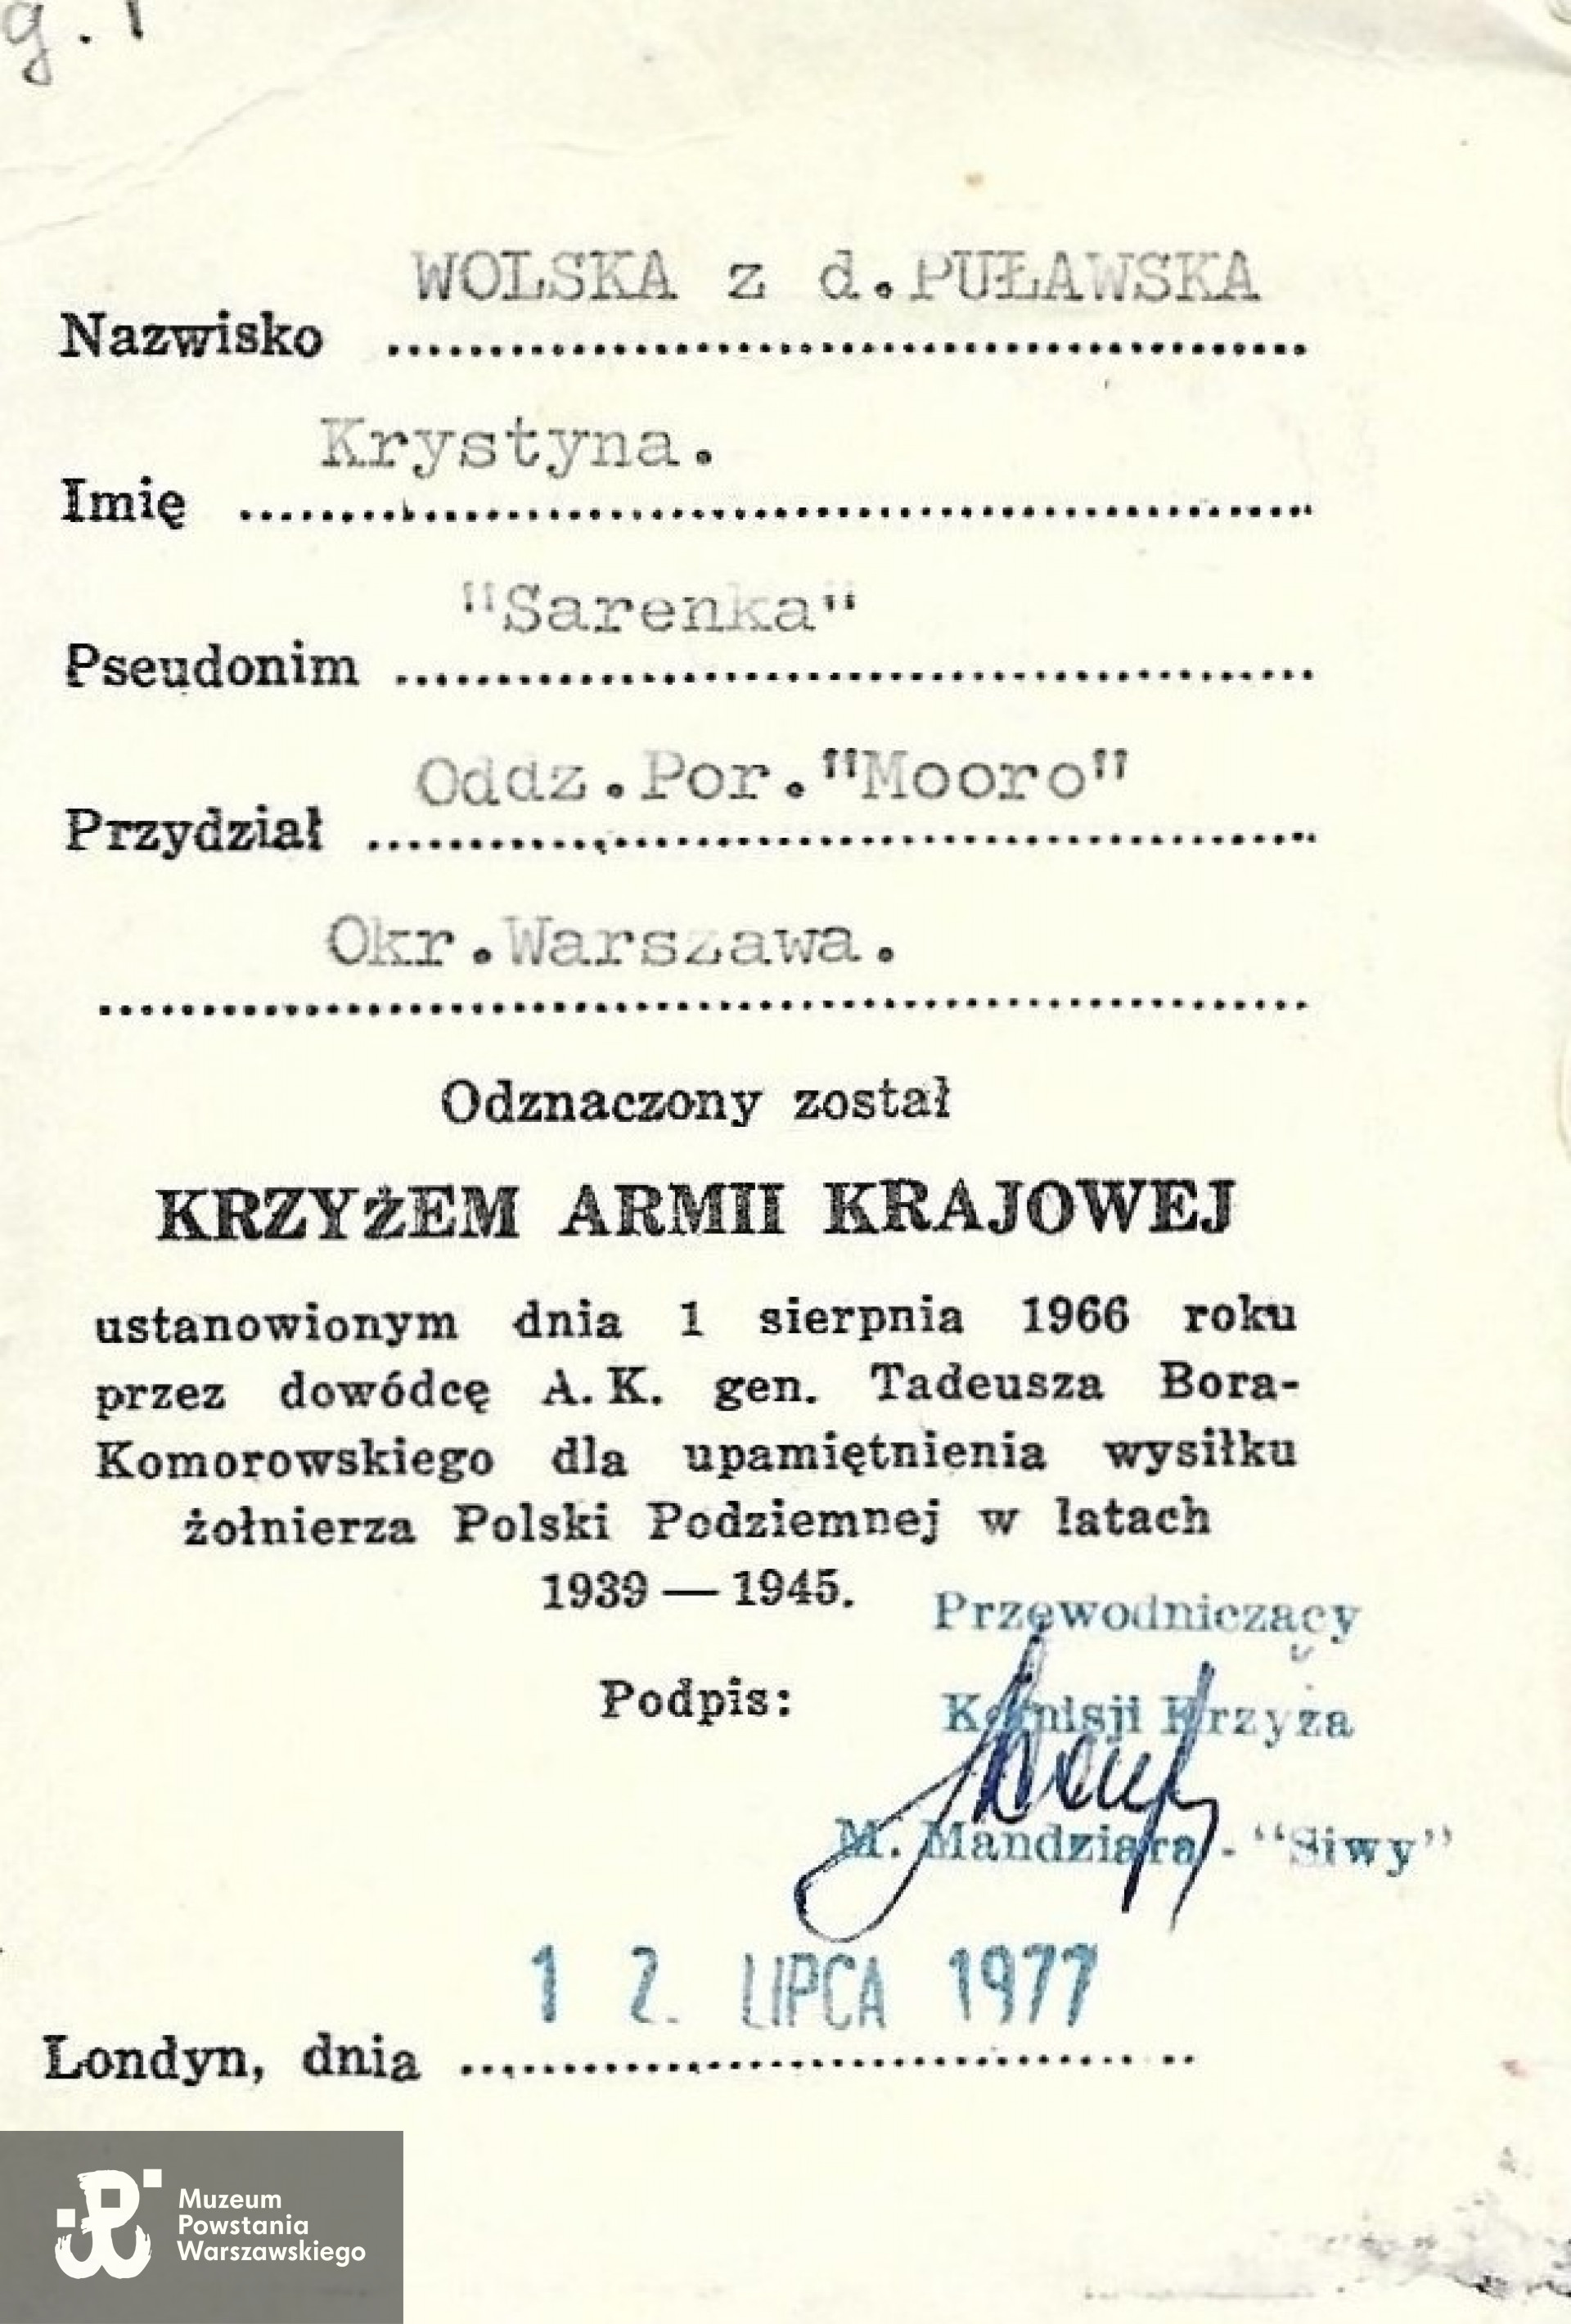 g. 1
WOLSKA z d.PUŁAWSKA
Nazwisko
Krystyna.
Imię
"Sarenka"
Pseudonim
Oddz.Por."Mooro"
Przydział
Okr.Warszawa.
Odznaczony został
KRZYŻEM ARMII KRAJOWEJ
ustanowionym dnia 1 sierpnia 1966 roku
przez dowódcę A. K. gen. Tadeusza Bora-
Komorowskiego dla upamiętnienia wysiłku
żołnierza Polski Podziemnej w latach
1939 — 1945.
Przewodniczący
Podpis:
Komisji Krzyża
M. Mandziara - "Siwy"
1 2. LIPCA 1977
Londyn, dnia
Muzeum
Powstania
Warszawskiego